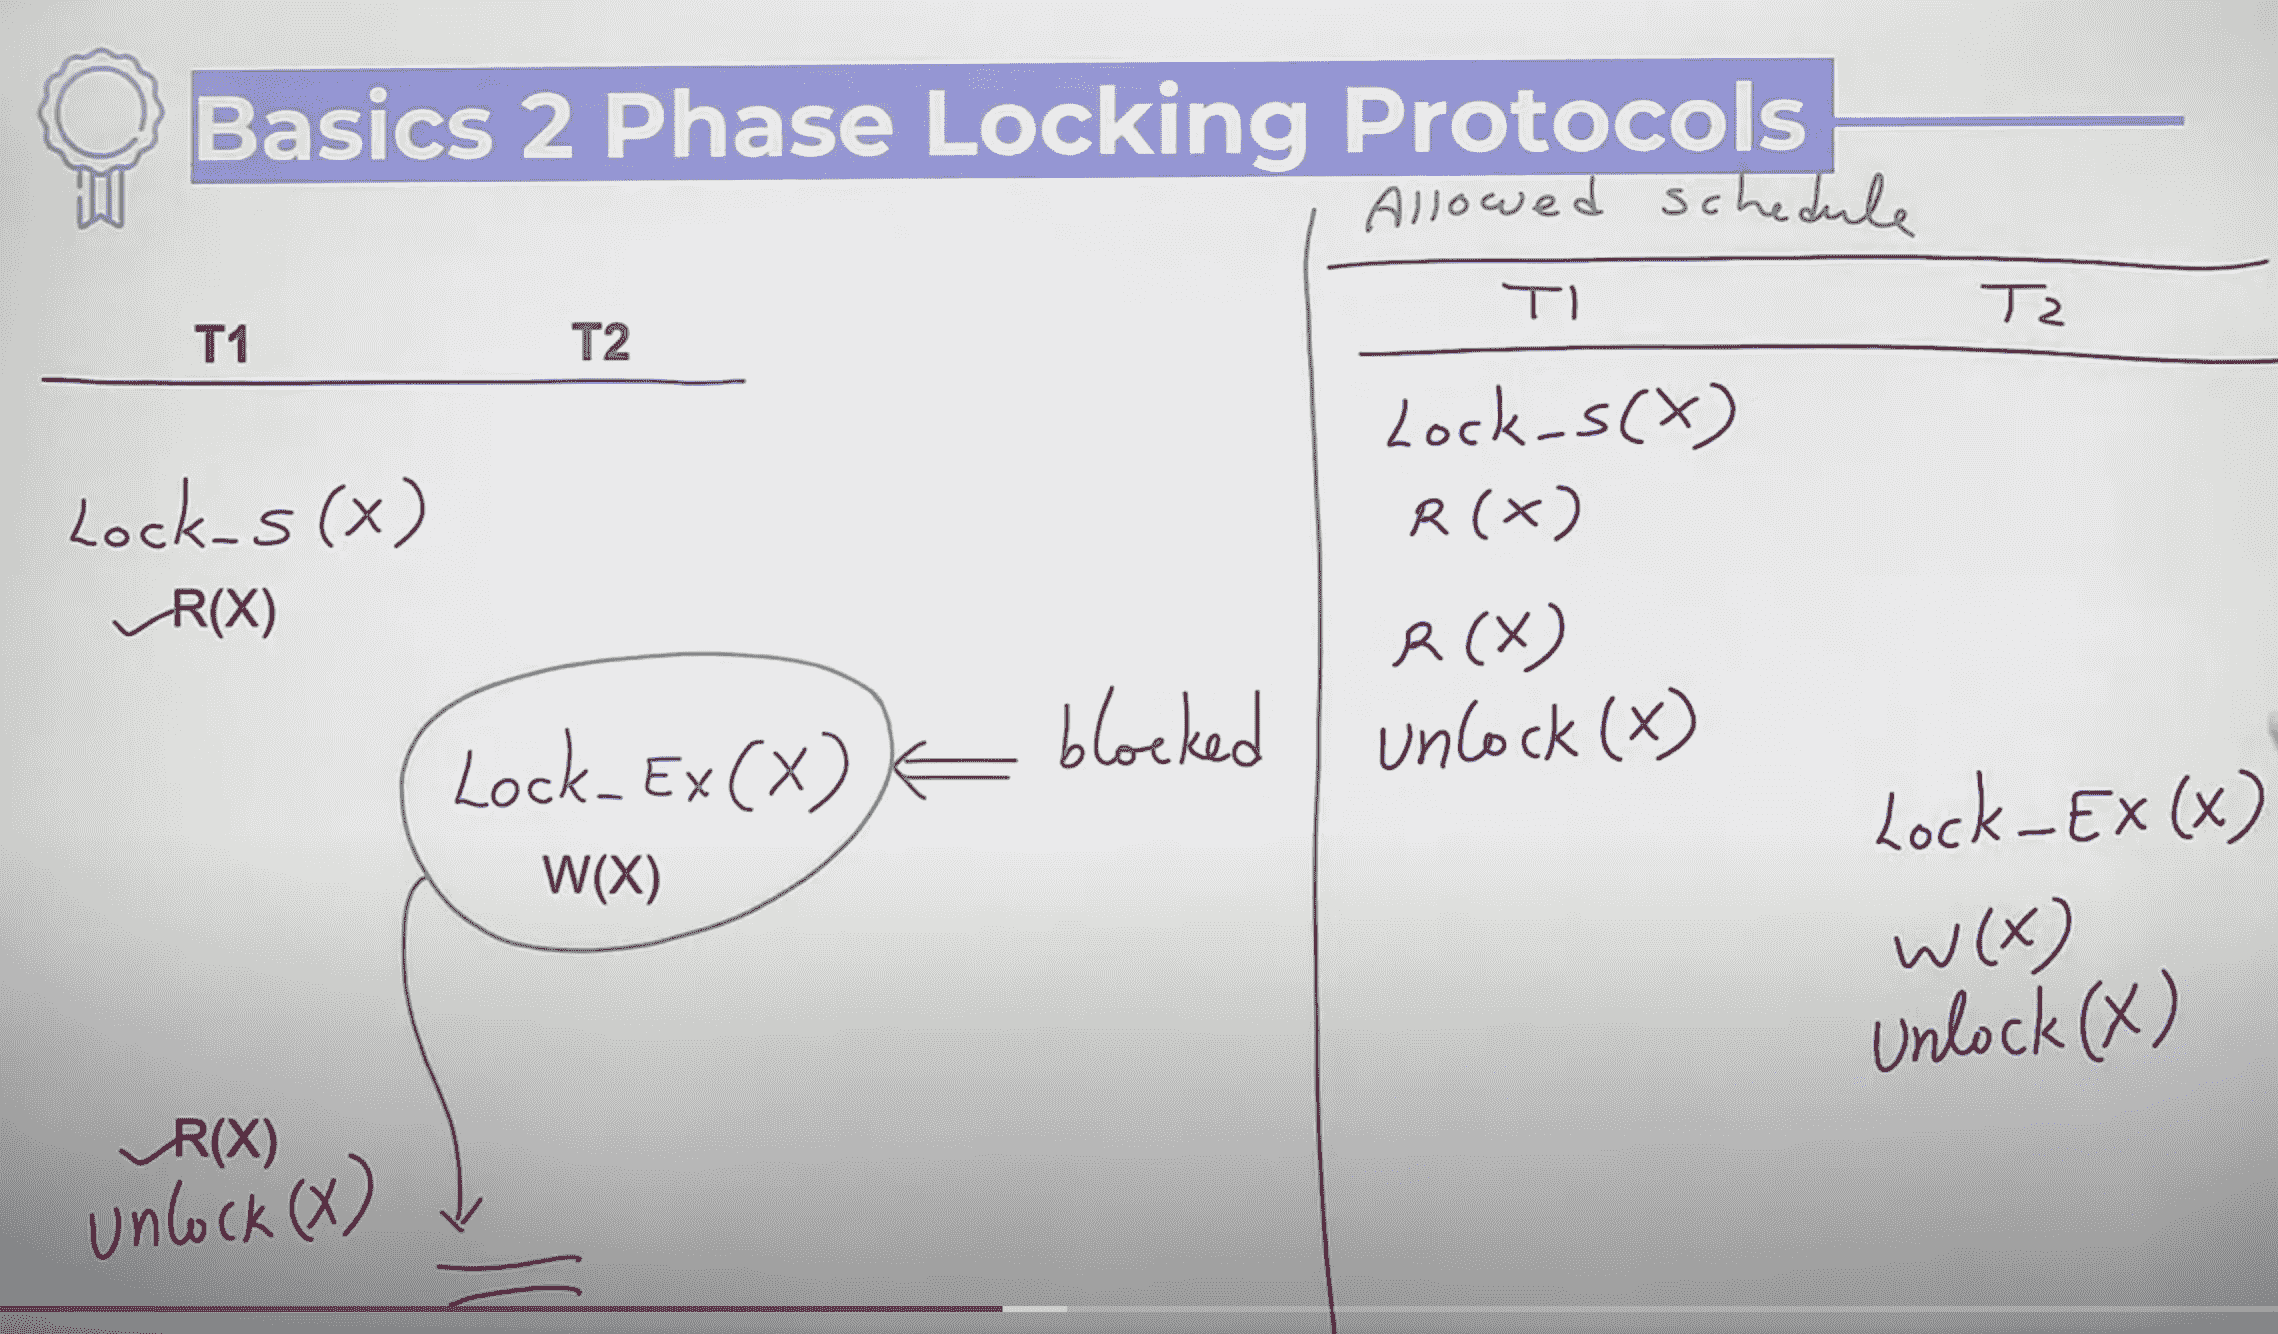 Basics 2 Phase Locking Protocols
T1 T2
Lock_S(X)
R(X)
Lock_Ex(X)
W(X)
blocked
R(X)
Unlock(X)
Allowed schedule
T1 T2
Lock_S(X)
R(X)
R(X)
Unlock(X)
Lock_EX(X)
W(X)
Unlock(X)